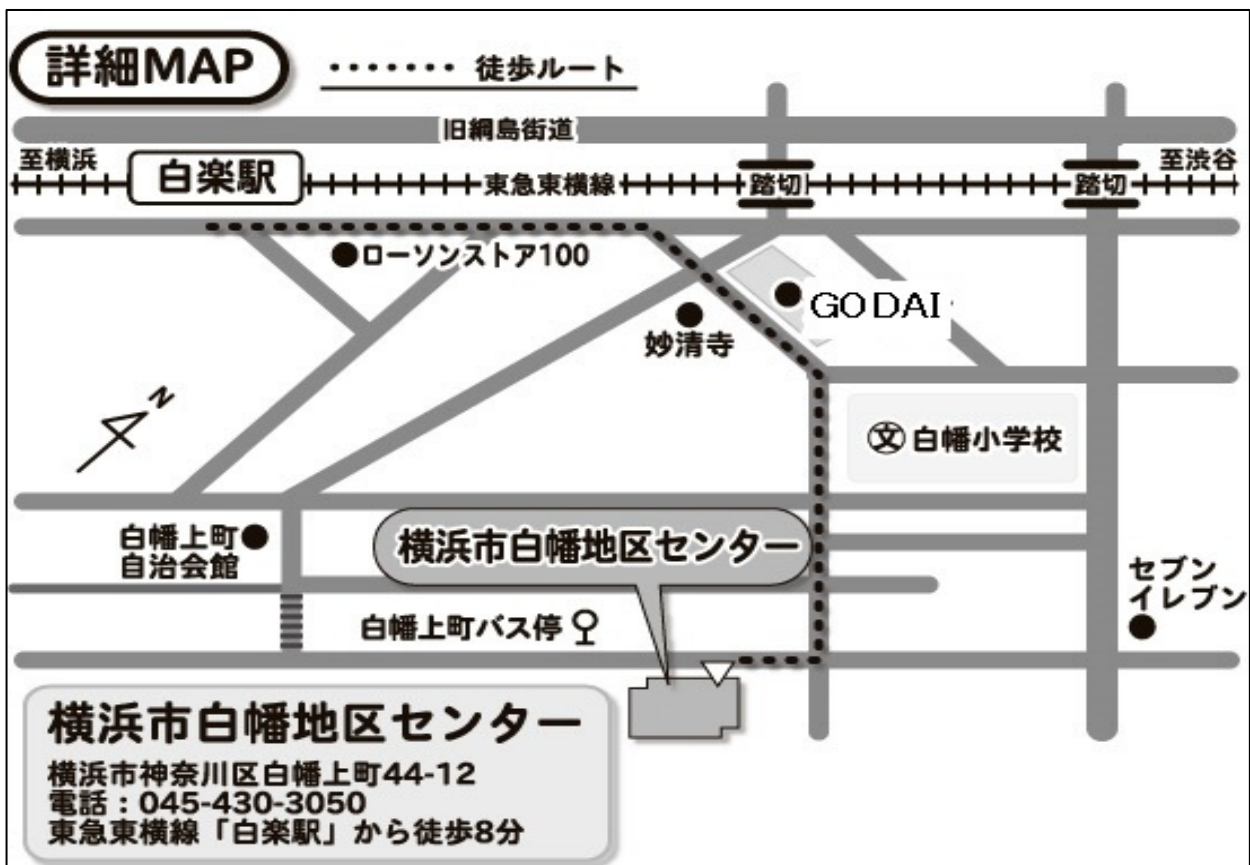 詳細MAP
・・・・・・・ 徒歩ルート
旧綱島街道
至横浜
白楽駅
東急東横線
踏切
踏切
至渋谷
ローソンストア100
GODAI
妙清寺
N
文 白幡小学校
白幡上町
自治会館
横浜市白幡地区センター
セブン
イレブン
白幡上町バス停
横浜市白幡地区センター
横浜市神奈川区白幡上町44-12
電話:045-430-3050
東急東横線「白楽駅」から徒歩8分